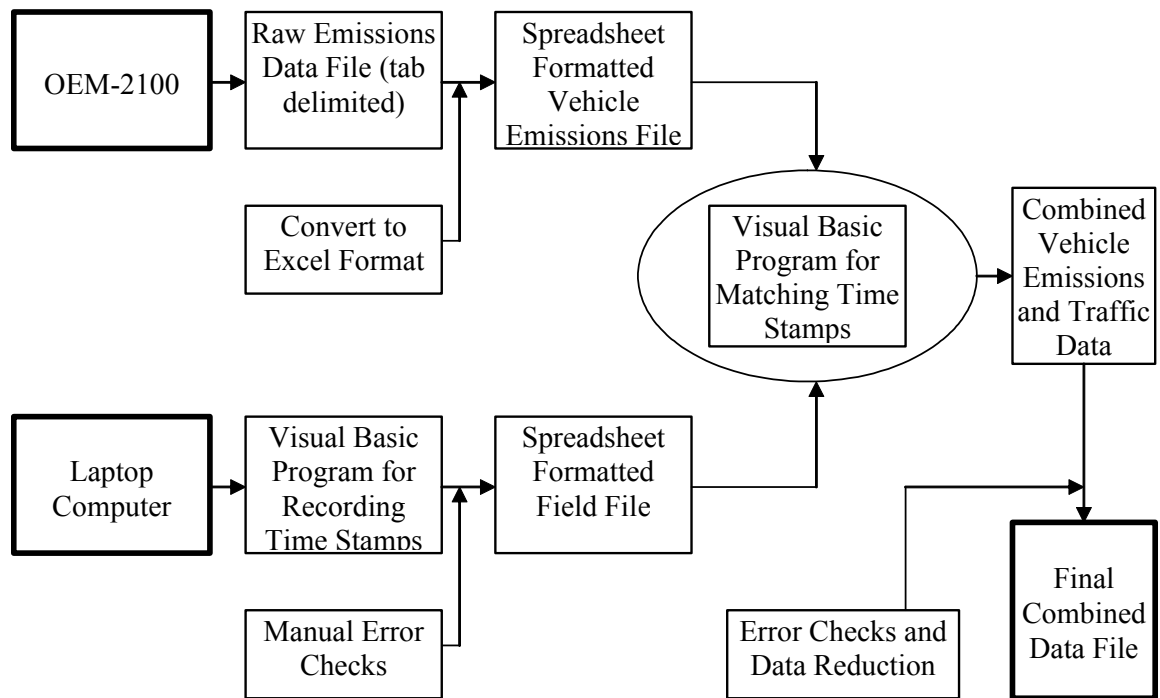 OEM-2100
Raw Emissions
Data File (tab
delimited)
Spreadsheet
Formatted
Vehicle
Emissions File
Convert to
Excel Format
Visual Basic
Program for
Matching Time
Stamps
Combined
Vehicle
Emissions
and Traffic
Data
Laptop
Computer
Visual Basic
Program for
Recording
Time Stamps
Spreadsheet
Formatted
Field File
Manual Error
Checks
Error Checks and
Data Reduction
Final
Combined
Data File